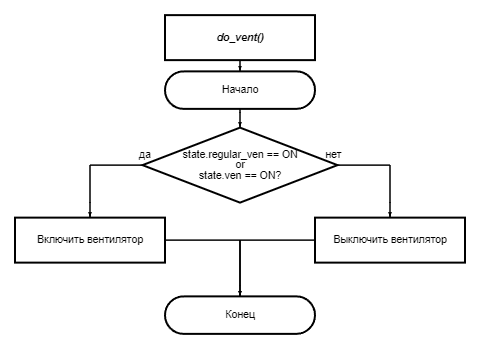 do_vent()
Начало
да
state.regular_ven == ON
or
state.ven == ON?
нет
Включить вентилятор
Выключить вентилятор
Конец